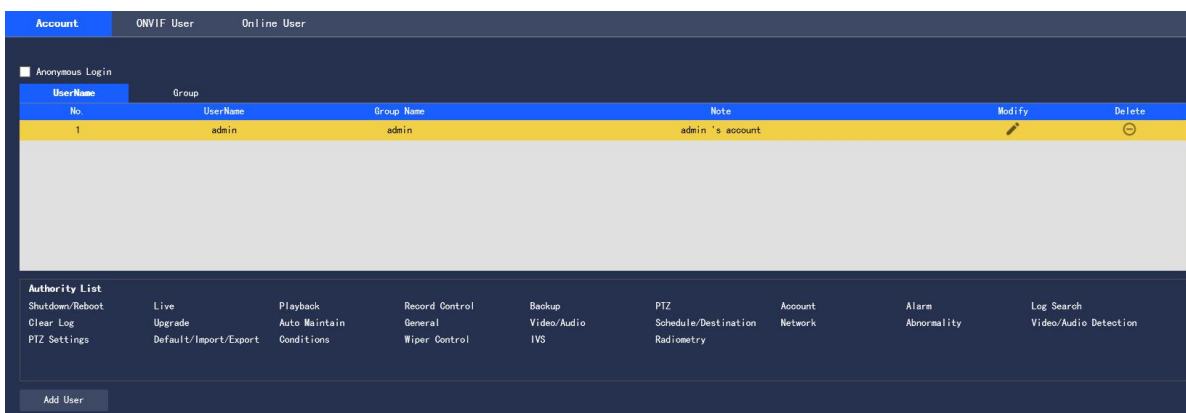 Account ONVIF User Online User
Anonymous Login
UserName Group
No. UserName Group Name Note Modify Delete
1 admin admin admin 's account
Authority List
Shutdown/Reboot Live Playback Record Control Backup PTZ Account Alarm Log Search
Clear Log Upgrade Auto Maintain General Video/Audio Schedule/Destination Network Abnormality Video/Audio Detection
PTZ Settings Default/Import/Export Conditions Wiper Control IVS Radiometry
Add User